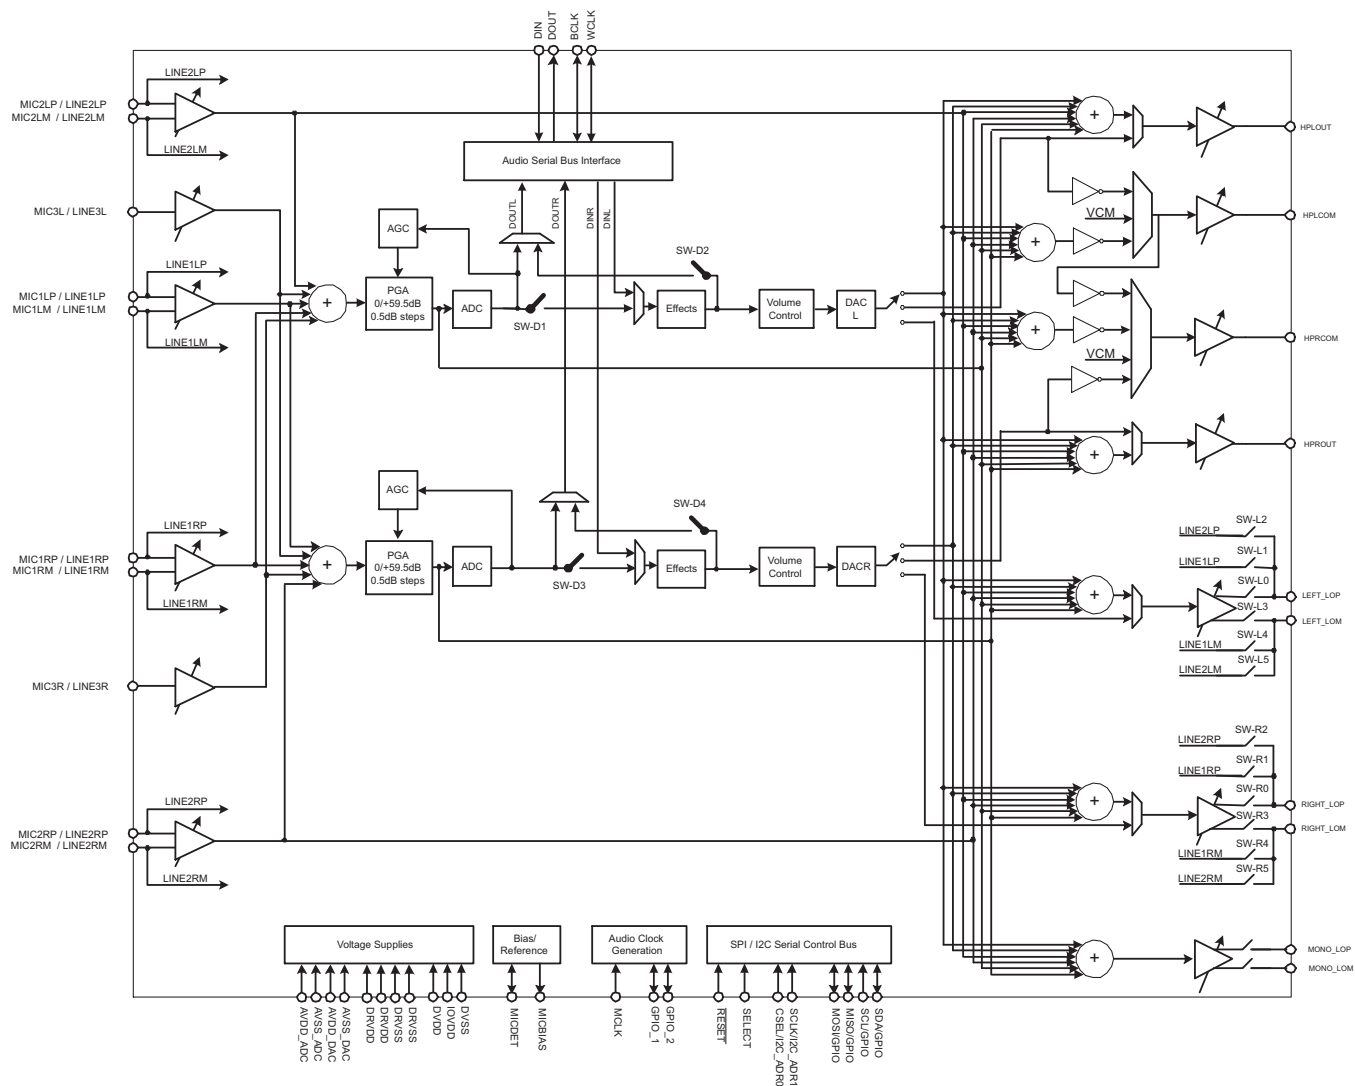 DIN
DOUT
BCLK
WCLK
LINE2LP
MIC2LP / LINE2LP
MIC2LM / LINE2LM
LINE2LM
+
HPLOUT
Audio Serial Bus Interface
MIC3L / LINE3L
AGC
DOUTL
DOUTR
DINR
DINL
VCM
HPLCOM
+
SW-D2
LINE1LP
MIC1LP / LINE1LP
MIC1LM / LINE1LM
LINE1LM
+
PGA
0/+59.5dB
0.5dB steps
ADC
SW-D1
Effects
Volume
Control
DAC
L
+
VCM
HPRCOM
HPROUT
+
AGC
SW-D4
LINE1RP
MIC1RP / LINE1RP
MIC1RM / LINE1RM
LINE1RM
+
PGA
0/+59.5dB
0.5dB steps
ADC
SW-D3
Effects
Volume
Control
DACR
+
SW-L2
LINE2LP
SW-L1
LINE1LP
SW-L0
LEFT_LOP
SW-L3
LEFT_LOM
SW-L4
LINE1LM
SW-L5
LINE2LM
MIC3R / LINE3R
SW-R2
LINE2RP
SW-R1
LINE1RP
SW-R0
RIGHT_LOP
SW-R3
RIGHT_LOM
SW-R4
LINE1RM
SW-R5
LINE2RM
+
LINE2RP
MIC2RP / LINE2RP
MIC2RM / LINE2RM
LINE2RM
Voltage Supplies
Bias/
Reference
Audio Clock
Generation
SPI / I2C Serial Control Bus
+
MONO_LOP
MONO_LOM
AVDD_ADC
AVSS_ADC
AVDD_DAC
AVSS_DAC
DRVDD
DRVDD
DRVSS
DRVSS
DVDD
IOVDD
DVSS
MICDET
MICBIAS
MCLK
GPIO_1
GPIO_2
RESET
SELECT
CSEL/I2C_ADR0
SCLK/I2C_ADR1
MOSI/GPIO
MISO/GPIO
SCL/GPIO
SDA/GPIO